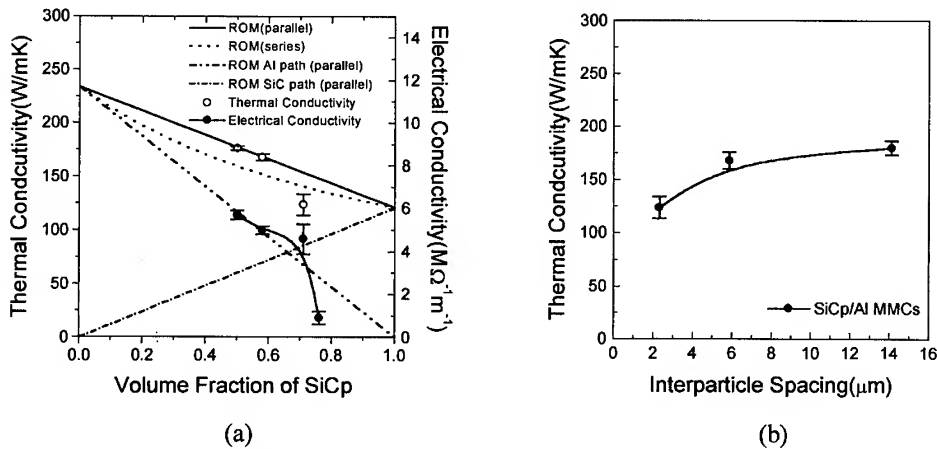 300
250
200
150
100
50
0
Thermal Condcutivity(W/mK)
0.0 0.2 0.4 0.6 0.8 1.0
Volume Fraction of SiCp
14
12
10
8
6
4
2
0
Electrical Conductivity(MΩ-1m-1)
ROM(parallel)
ROM(series)
ROM Al path (parallel)
ROM SiC path (parallel)
Thermal Conductivity
Electrical Conductivity
(a)
300
250
200
150
100
50
0
Thermal Condcutivity(W/mK)
0 2 4 6 8 10 12 14 16
Interparticle Spacing(μm)
SiCp/Al MMCs
(b)